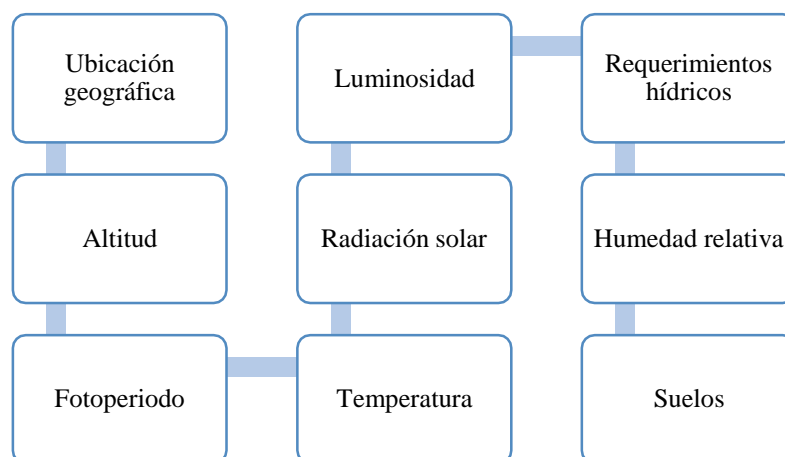 Ubicación
geográfica
Altitud
Fotoperiodo
Temperatura
Radiación solar
Luminosidad
Requerimientos
hídricos
Humedad relativa
Suelos